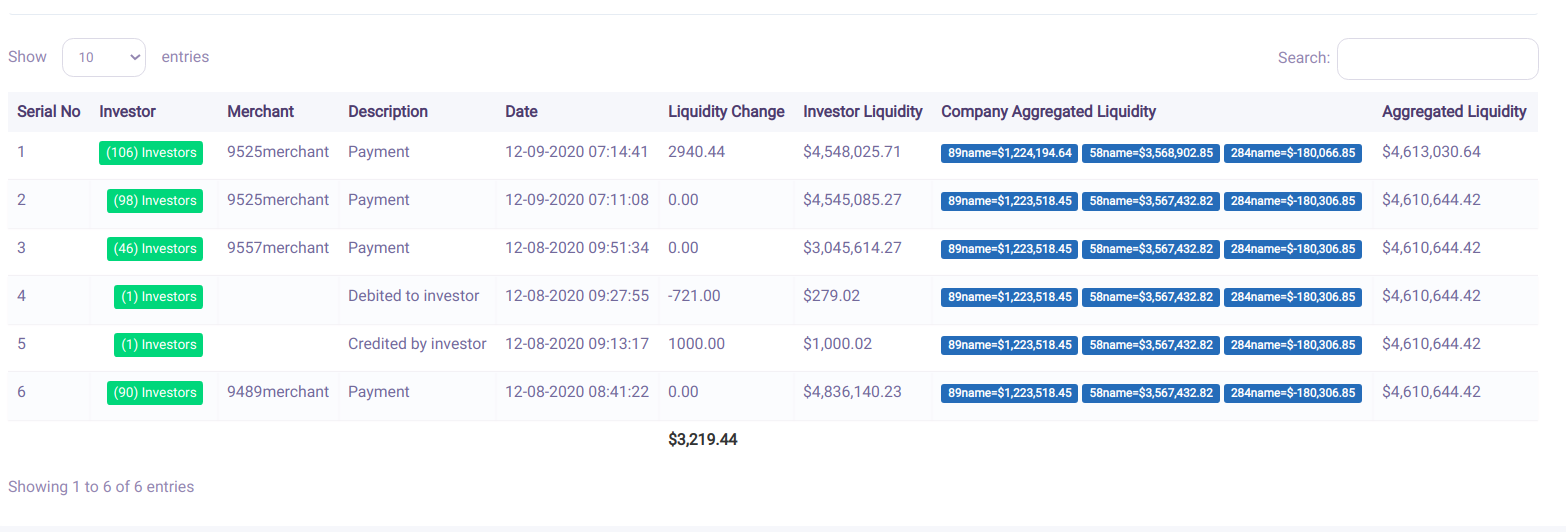 Show 10 entries Search:
Serial No Investor Merchant Description Date Liquidity Change Investor Liquidity Company Aggregated Liquidity Aggregated Liquidity
1 (106) Investors 9525merchant Payment 12-09-2020 07:14:41 2940.44 $4,548,025.71 89name=$1,224,194.64 58name=$3,568,902.85 284name=$-180,066.85 $4,613,030.64
2 (98) Investors 9525merchant Payment 12-09-2020 07:11:08 0.00 $4,545,085.27 89name=$1,223,518.45 58name=$3,567,432.82 284name=$-180,306.85 $4,610,644.42
3 (46) Investors 9557merchant Payment 12-08-2020 09:51:34 0.00 $3,045,614.27 89name=$1,223,518.45 58name=$3,567,432.82 284name=$-180,306.85 $4,610,644.42
4 (1) Investors Debited to investor 12-08-2020 09:27:55 -721.00 $279.02 89name=$1,223,518.45 58name=$3,567,432.82 284name=$-180,306.85 $4,610,644.42
5 (1) Investors Credited by investor 12-08-2020 09:13:17 1000.00 $1,000.02 89name=$1,223,518.45 58name=$3,567,432.82 284name=$-180,306.85 $4,610,644.42
6 (90) Investors 9489merchant Payment 12-08-2020 08:41:22 0.00 $4,836,140.23 89name=$1,223,518.45 58name=$3,567,432.82 284name=$-180,306.85 $4,610,644.42
$3,219.44
Showing 1 to 6 of 6 entries